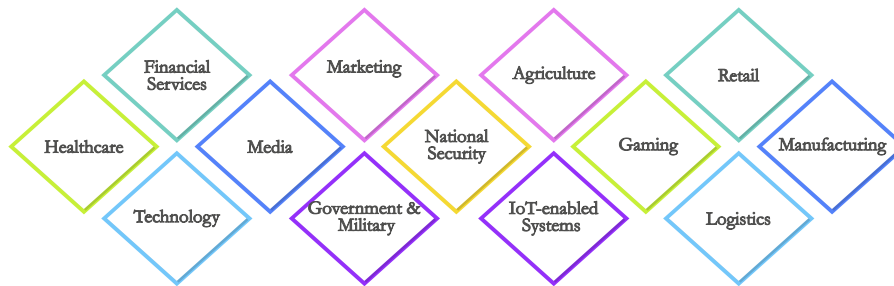 Financial
Services
Marketing
Agriculture
Retail
Healthcare
Media
National
Security
Gaming
Manufacturing
Technology
Government &
Military
IoT-enabled
Systems
Logistics